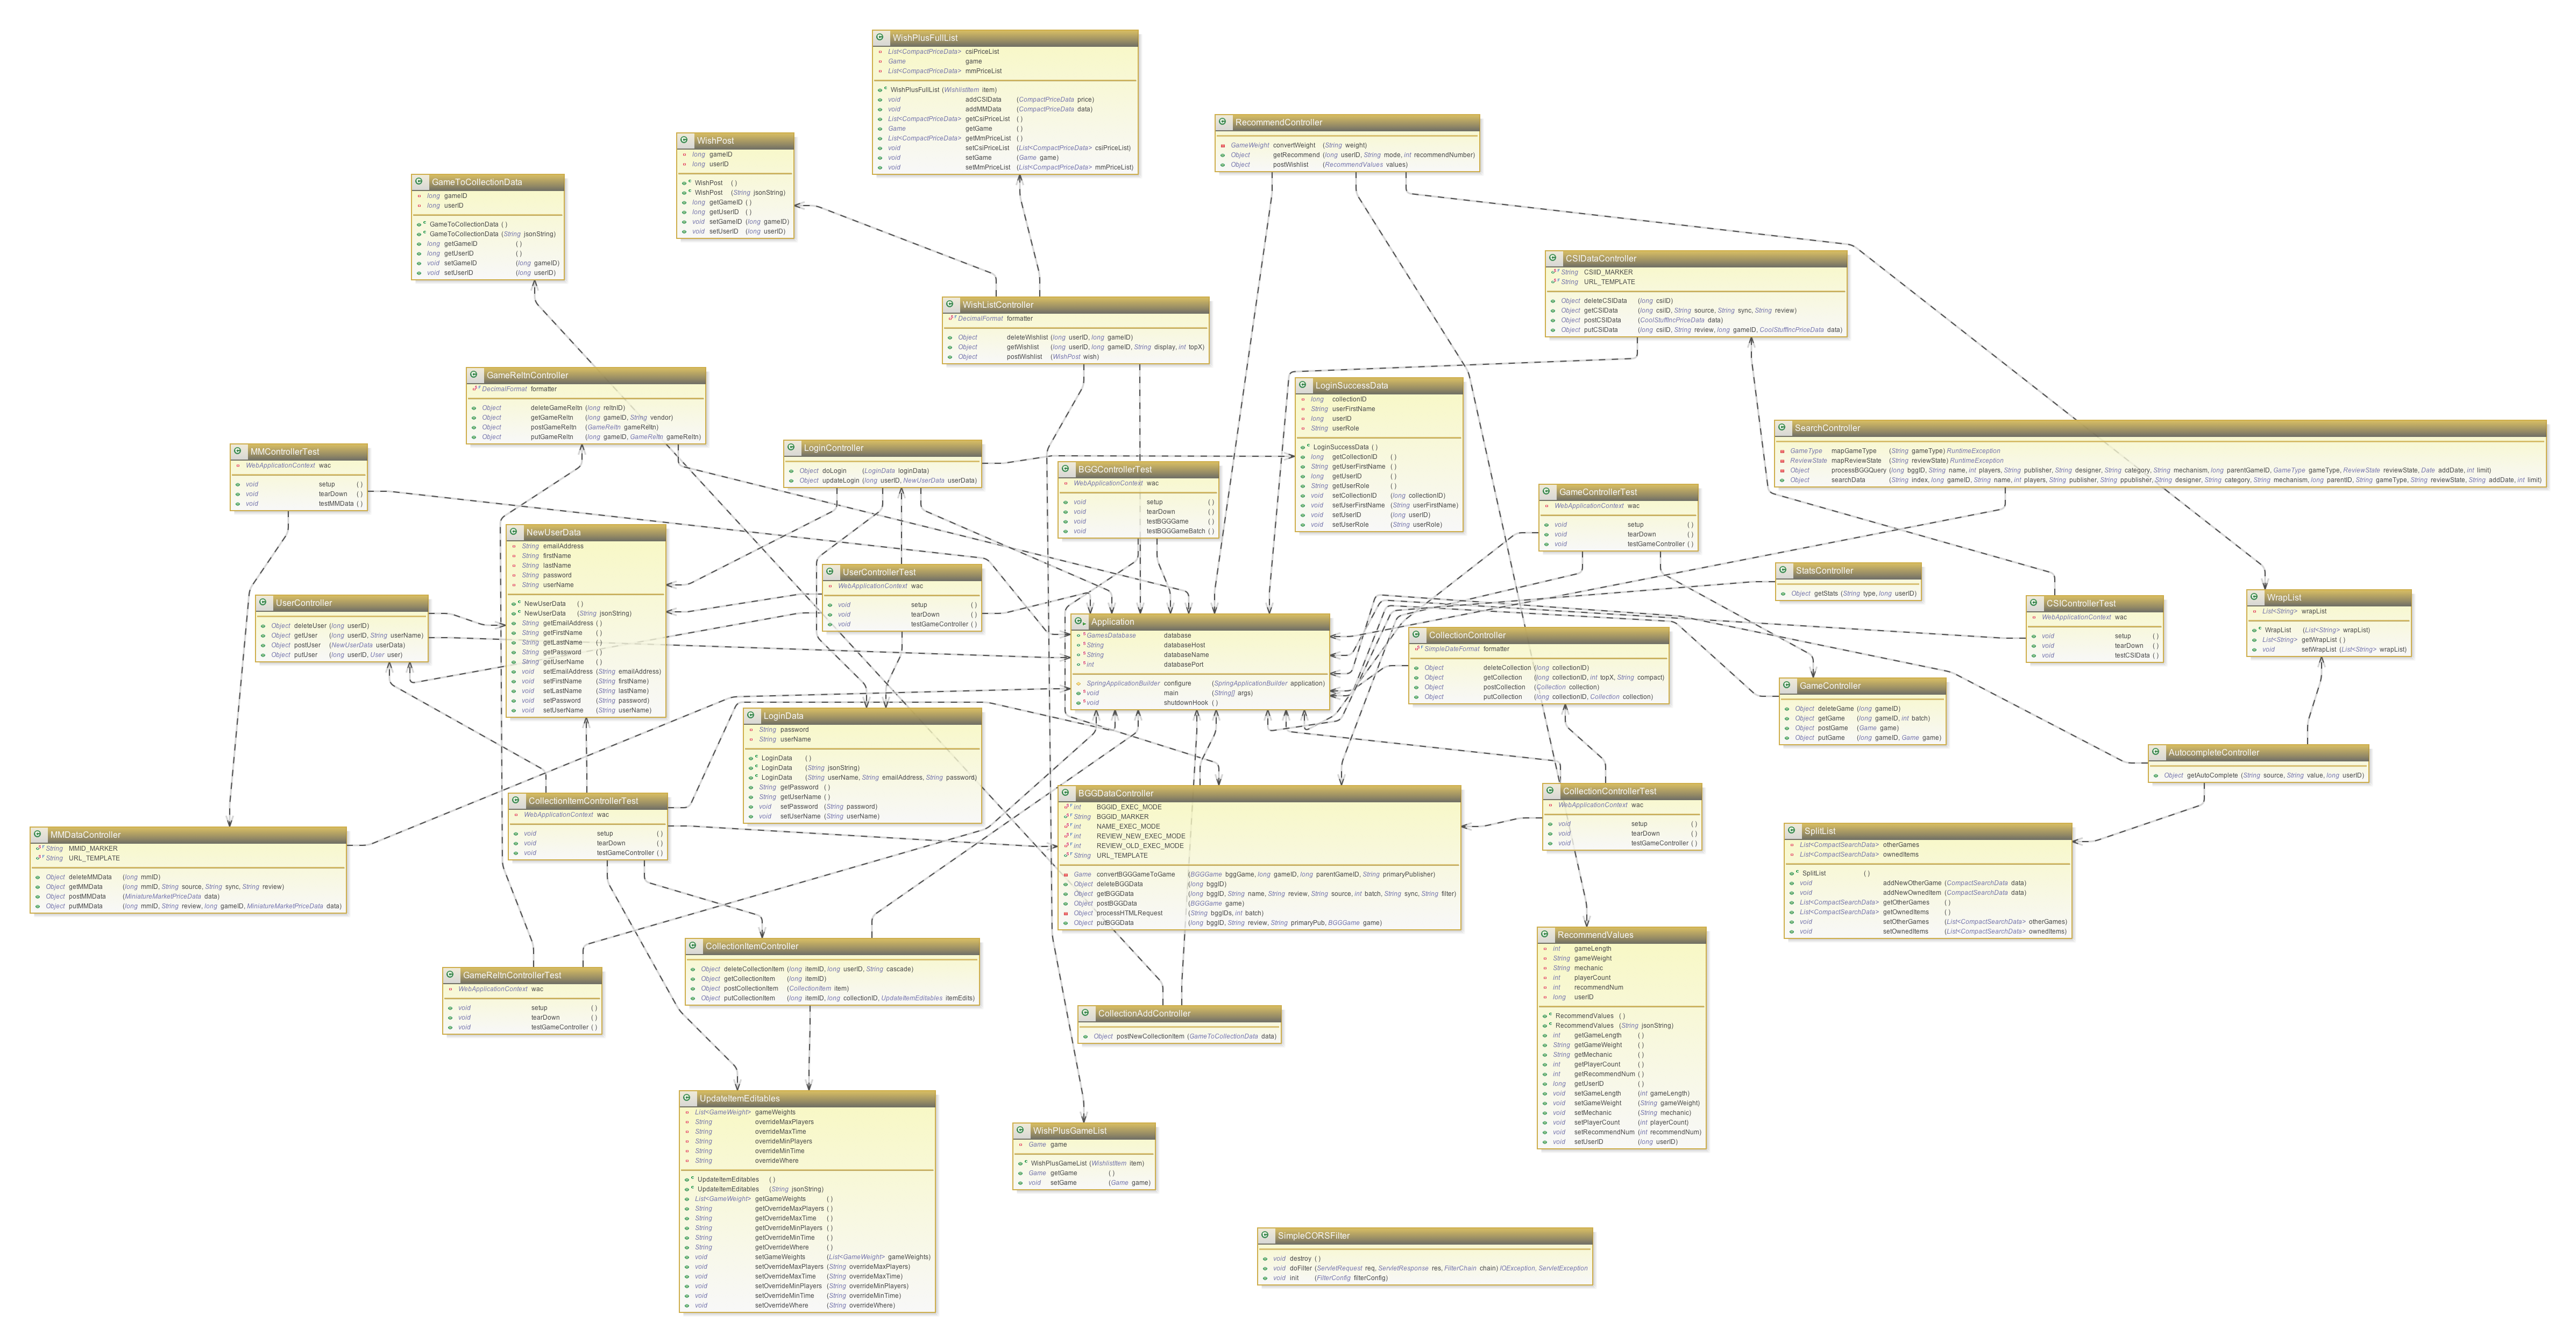 WishPlusFullList
List<CompactPriceData> csiPriceList
Game game
List<CompactPriceData> mmPriceList
WishPlusFullList (WishlistItem item)
void addCSIData (CompactPriceData price)
void addMMData (CompactPriceData data)
List<CompactPriceData> getCsiPriceList ( )
Game getGame ( )
List<CompactPriceData> getMmPriceList ( )
void setCsiPriceList (List<CompactPriceData> csiPriceList)
void setGame (Game game)
void setMmPriceList (List<CompactPriceData> mmPriceList)
RecommendController
GameWeight convertWeight (String weight)
Object getRecommend (long userID, String mode, int recommendNumber)
Object postWishlist (RecommendValues values)
WishPost
long gameID
long userID
WishPost ( )
WishPost (String jsonString)
long getGameID ( )
long getUserID ( )
void setGameID (long gameID)
void setUserID (long userID)
GameToCollectionData
long gameID
long userID
GameToCollectionData ( )
GameToCollectionData (String jsonString)
long getGameID ( )
long getUserID ( )
void setGameID (long gameID)
void setUserID (long userID)
CSIDataController
String CSIID_MARKER
String URL_TEMPLATE
Object deleteCSIData (long csiID)
Object getCSIData (long csiID, String source, String sync, String review)
Object postCSIData (CoolStuffIncPriceData data)
Object putCSIData (long csiID, String review, long gameID, CoolStuffIncPriceData data)
WishListController
DecimalFormat formatter
Object deleteWishlist (long userID, long gameID)
Object getWishlist (long userID, long gameID, String display, int topX)
Object postWishlist (WishPost wish)
GameReltnController
DecimalFormat formatter
Object deleteGameReltn (long reltnID)
Object getGameReltn (long gameID, String vendor)
Object postGameReltn (GameReltn gameReltn)
Object putGameReltn (long gameID, GameReltn gameReltn)
LoginSuccessData
long collectionID
String userFirstName
long userID
String userRole
LoginSuccessData ( )
long getCollectionID ( )
String getUserFirstName ( )
long getUserID ( )
String getUserRole ( )
void setCollectionID (long collectionID)
void setUserFirstName (String userFirstName)
void setUserID (long userID)
void setUserRole (String userRole)
SearchController
GameType mapGameType (String gameType) RuntimeException
ReviewState mapReviewState (String reviewState) RuntimeException
Object processBGGQuery (long bggID, String name, int players, String publisher, String designer, String category, String mechanism, long parentGameID, GameType gameType, ReviewState reviewState, Date addDate, int limit)
Object searchData (String index, long gameID, String name, int players, String publisher, String ppublisher, String designer, String category, String mechanism, long parentID, String gameType, String reviewState, String addDate, int limit)
MMControllerTest
WebApplicationContext wac
void setup ( )
void tearDown ( )
void testMMData ( )
LoginController
Object doLogin (LoginData loginData)
Object updateLogin (long userID, NewUserData userData)
BGGControllerTest
WebApplicationContext wac
void setup ( )
void tearDown ( )
void testBGGGame ( )
void testBGGGameBatch ( )
GameControllerTest
WebApplicationContext wac
void setup ( )
void tearDown ( )
void testGameController ( )
NewUserData
String emailAddress
String firstName
String lastName
String password
String userName
NewUserData ( )
NewUserData (String jsonString)
String getEmailAddress ( )
String getFirstName ( )
String getLastName ( )
String getPassword ( )
String getUserName ( )
void setEmailAddress (String emailAddress)
void setFirstName (String firstName)
void setLastName (String lastName)
void setPassword (String password)
void setUserName (String userName)
UserControllerTest
WebApplicationContext wac
void setup ( )
void tearDown ( )
void testGameController ( )
StatsController
Object getStats (String type, long userID)
UserController
Object deleteUser (long userID)
Object getUser (long userID, String userName)
Object postUser (NewUserData userData)
Object putUser (long userID, User user)
CSIControllerTest
WebApplicationContext wac
void setup ( )
void tearDown ( )
void testCSIData ( )
WrapList
List<String> wrapList
WrapList (List<String> wrapList)
List<String> getWrapList ( )
void setWrapList (List<String> wrapList)
Application
GamesDatabase database
String databaseHost
String databaseName
int databasePort
SpringApplicationBuilder configure (SpringApplicationBuilder application)
void main (String[] args)
void shutdownHook ( )
CollectionController
SimpleDateFormat formatter
Object deleteCollection (long collectionID)
Object getCollection (long collectionID, int topX, String compact)
Object postCollection (Collection collection)
Object putCollection (long collectionID, Collection collection)
GameController
Object deleteGame (long gameID)
Object getGame (long gameID, int batch)
Object postGame (Game game)
Object putGame (long gameID, Game game)
LoginData
String password
String userName
LoginData ( )
LoginData (String jsonString)
LoginData (String userName, String emailAddress, String password)
String getPassword ( )
String getUserName ( )
void setPassword (String password)
void setUserName (String userName)
AutocompleteController
Object getAutoComplete (String source, String value, long userID)
BGGDataController
int BGGID_EXEC_MODE
String BGGID_MARKER
int NAME_EXEC_MODE
int REVIEW_NEW_EXEC_MODE
int REVIEW_OLD_EXEC_MODE
String URL_TEMPLATE
Game convertBGGGameToGame (BGGGame bggGame, long gameID, long parentGameID, String primaryPublisher)
Object deleteBGGData (long bggID)
Object getBGGData (long bggID, String name, String review, String source, int batch, String sync, String filter)
Object postBGGData (BGGGame game)
Object processHTMLRequest (String bggIDs, int batch)
Object putBGGData (long bggID, String review, String primaryPub, BGGGame game)
CollectionControllerTest
WebApplicationContext wac
void setup ( )
void tearDown ( )
void testGameController ( )
CollectionItemControllerTest
WebApplicationContext wac
void setup ( )
void tearDown ( )
void testGameController ( )
MMDataController
String MMID_MARKER
String URL_TEMPLATE
Object deleteMMData (long mmID)
Object getMMData (long mmID, String source, String sync, String review)
Object postMMData (MiniatureMarketPriceData data)
Object putMMData (long mmID, String review, long gameID, MiniatureMarketPriceData data)
SplitList
List<CompactSearchData> otherGames
List<CompactSearchData> ownedItems
SplitList ( )
void addNewOtherGame (CompactSearchData data)
void addNewOwnedItem (CompactSearchData data)
List<CompactSearchData> getOtherGames ( )
List<CompactSearchData> getOwnedItems ( )
void setOtherGames (List<CompactSearchData> otherGames)
void setOwnedItems (List<CompactSearchData> ownedItems)
RecommendValues
int gameLength
String gameWeight
String mechanic
int playerCount
int recommendNum
long userID
RecommendValues ( )
RecommendValues (String jsonString)
int getGameLength ( )
String getGameWeight ( )
String getMechanic ( )
int getPlayerCount ( )
int getRecommendNum ( )
long getUserID ( )
void setGameLength (int gameLength)
void setGameWeight (String gameWeight)
void setMechanic (String mechanic)
void setPlayerCount (int playerCount)
void setRecommendNum (int recommendNum)
void setUserID (long userID)
CollectionItemController
Object deleteCollectionItem (long itemID, long userID, String cascade)
Object getCollectionItem (long itemID)
Object postCollectionItem (CollectionItem item)
Object putCollectionItem (long itemID, long collectionID, UpdateItemEditables itemEdits)
GameReltnControllerTest
WebApplicationContext wac
void setup ( )
void tearDown ( )
void testGameController ( )
CollectionAddController
Object postNewCollectionItem (GameToCollectionData data)
UpdateItemEditables
List<GameWeight> gameWeights
String overrideMaxPlayers
String overrideMaxTime
String overrideMinPlayers
String overrideMinTime
String overrideWhere
UpdateItemEditables ( )
UpdateItemEditables (String jsonString)
List<GameWeight> getGameWeights ( )
String getOverrideMaxPlayers ( )
String getOverrideMaxTime ( )
String getOverrideMinPlayers ( )
String getOverrideMinTime ( )
String getOverrideWhere ( )
void setGameWeights (List<GameWeight> gameWeights)
void setOverrideMaxPlayers (String overrideMaxPlayers)
void setOverrideMaxTime (String overrideMaxTime)
void setOverrideMinPlayers (String overrideMinPlayers)
void setOverrideMinTime (String overrideMinTime)
void setOverrideWhere (String overrideWhere)
WishPlusGameList
Game game
WishPlusGameList (WishlistItem item)
Game getGame ( )
void setGame (Game game)
SimpleCORSFilter
void destroy ( )
void doFilter (ServletRequest req, ServletResponse res, FilterChain chain) IOException, ServletException
void init (FilterConfig filterConfig)